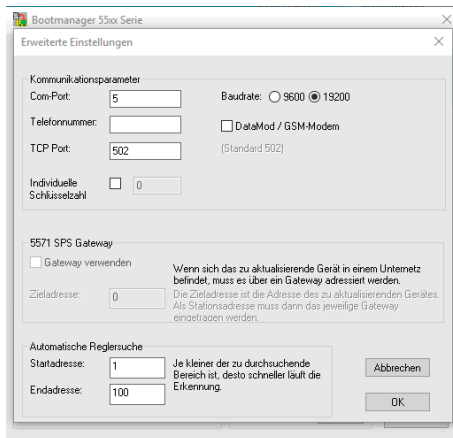 Bootmanager 55xx Serie
Erweiterte Einstellungen
Kommunikationsparameter
Com-Port: 5 Baudrate: 9600 19200
Telefonnummer: DataMod / GSM-Modem
TCP Port: 502 (Standard 502)
Individuelle
Schlüsselzahl 0
5571 SPS Gateway
Gateway verwenden
Wenn sich das zu aktualisierende Gerät in einem Unternetz
befindet, muss es über ein Gateway adressiert werden.
Zieladresse: 0 Die Zieladresse ist die Adresse des zu aktualisierenden Gerätes.
Als Stationsadresse muss dann das jeweilige Gateway
eingetragen werden.
Automatische Reglersuche
Startadresse: 1 Je kleiner der zu durchsuchende
Bereich ist, desto schneller läuft die
Endadresse: 100 Erkennung.
Abbrechen
OK